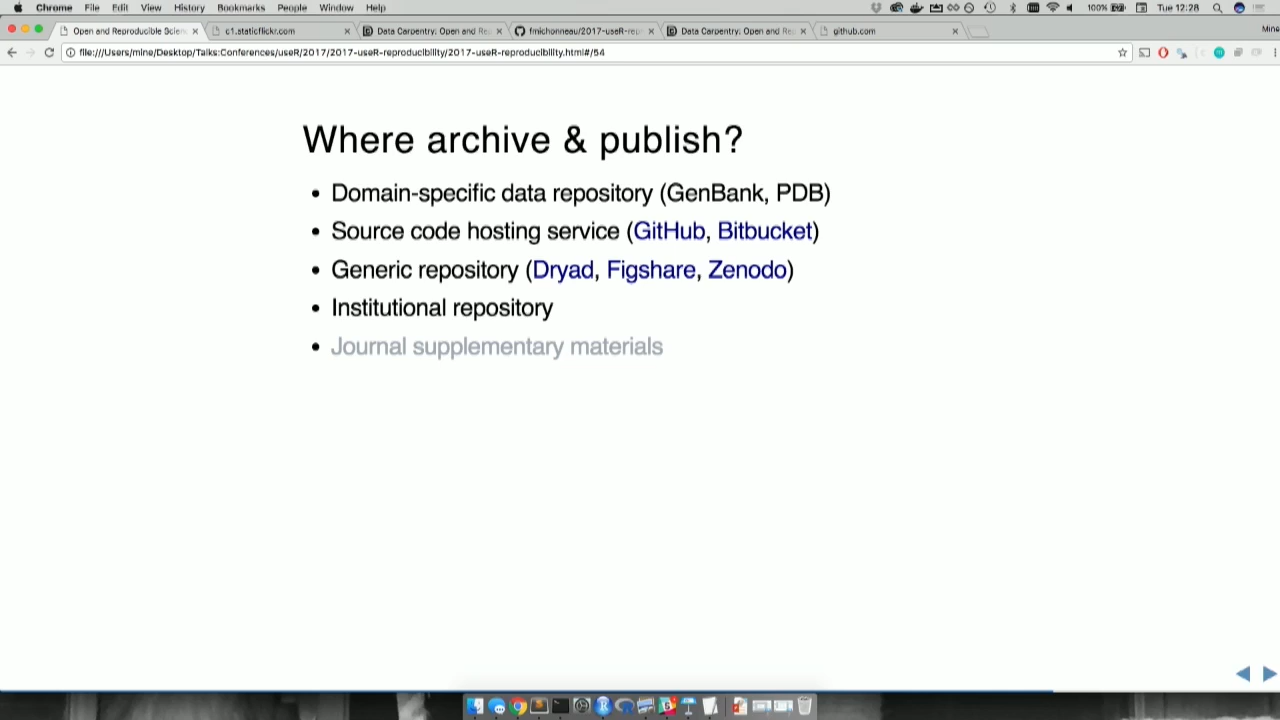 Chrome File Edit View History Bookmarks People Window Help 100% Tue 12:28
Open and Reproducible Scien c1.staticflickr.com Data Carpentry: Open and Re fmichonneau/2017-useR-rep Data Carpentry: Open and Re github.com Mine
file:///Users/mine/Desktop/Talks:Conferences/useR/2017/2017-useR-reproducibility/2017-useR-reproducibility.html#/54
Where archive & publish?
• Domain-specific data repository (GenBank, PDB)
• Source code hosting service (GitHub, Bitbucket)
• Generic repository (Dryad, Figshare, Zenodo)
• Institutional repository
• Journal supplementary materials